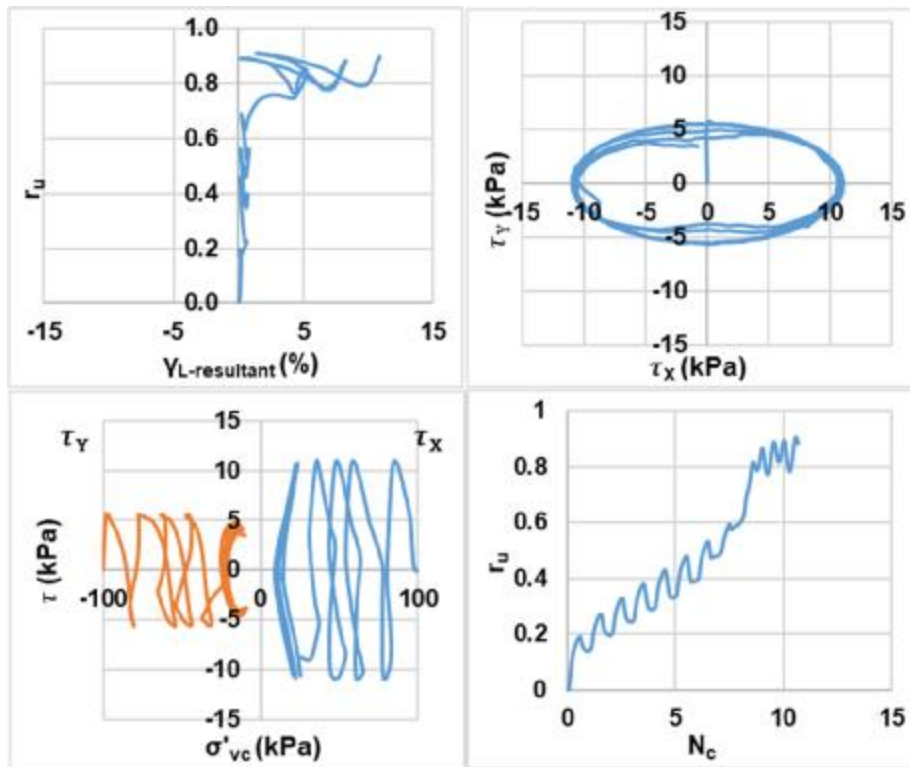 1.0
0.8
0.6
0.4
0.2
0.0
r_u
-15 -5 5 15
γ_L-resultant (%)
15
10
5
0
-15 -10 -5 0 5 10 15
-5
-10
-15
τ_Y (kPa)
τ_X (kPa)
τ_Y 15 τ_X
10
5
0
-100 0 100
-5
-10
-15
τ (kPa)
σ'_vc (kPa)
1
0.8
0.6
0.4
0.2
0
r_u
0 5 10 15
N_c